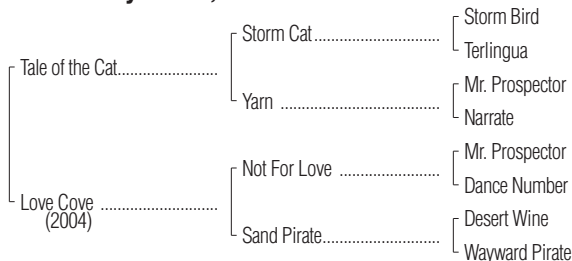 Storm Bird
Storm Cat
Terlingua
Tale of the Cat
Mr. Prospector
Yarn
Narrate
Mr. Prospector
Not For Love
Dance Number
Love Cove
(2004)
Desert Wine
Sand Pirate
Wayward Pirate